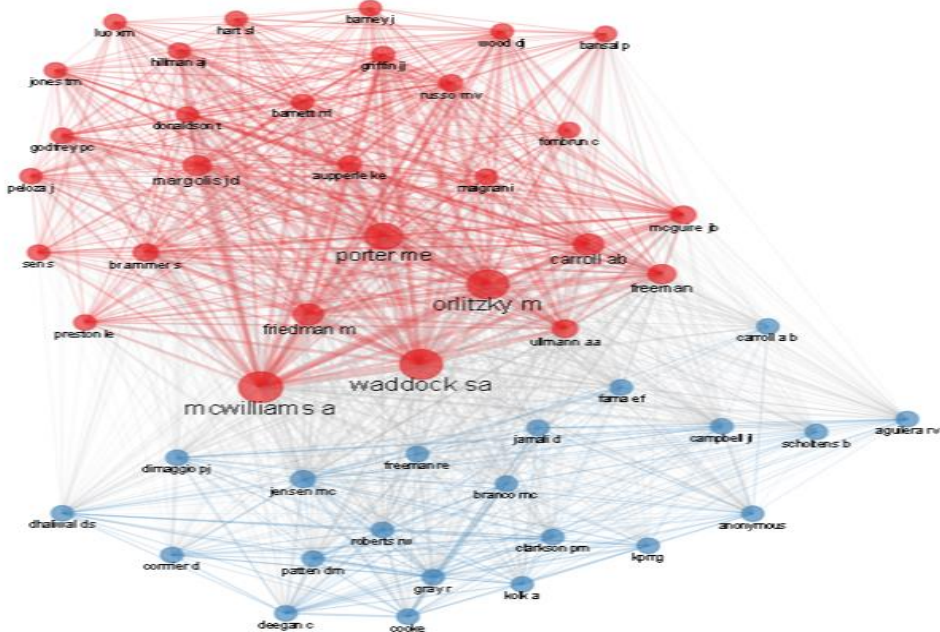 barney j
hart sl
luo xm
wood dj
bansal p
hillman aj
griffin jj
jones tm
russo mv
barnett ml
donaldson t
fombrun c
godfrey pc
margolis jd
aupperle ke
maignan i
peloza j
mcguire jb
porter me
carroll ab
sen s
brammer s
freeman
orlitzky m
friedman m
preston le
ullmann aa
carroll a b
waddock sa
mcwilliams a
fama ef
aguilera rv
jamali d
campbell jl
scholtens b
dimaggio pj
freeman re
jensen mc
branco mc
dhaliwal ds
anonymous
roberts rw
clarkson pm
kpmg
cormier d
patten dm
gray r
kolk a
deegan c
cooke